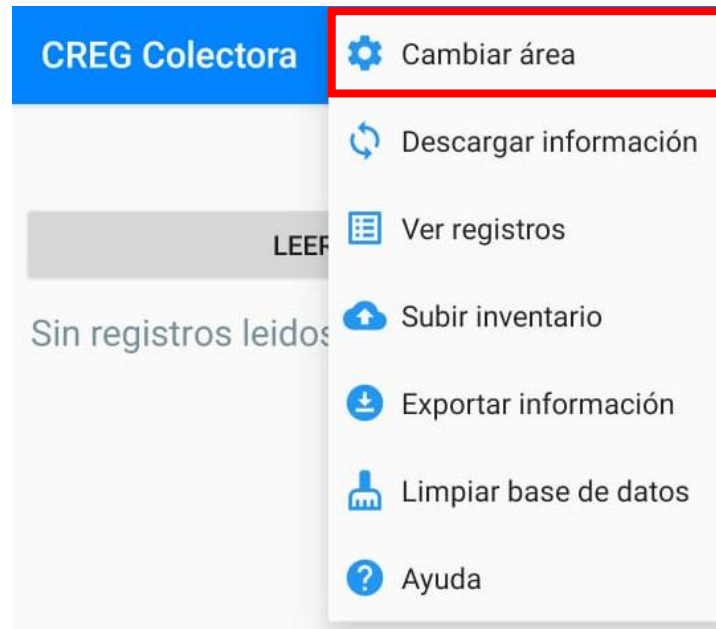 CREG Colectora
Cambiar área
Descargar información
LEER
Ver registros
Sin registros leidos
Subir inventario
Exportar información
Limpiar base de datos
Ayuda